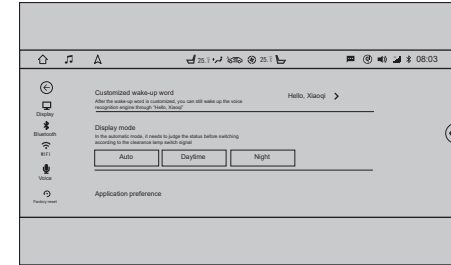 25.5
25.5
08:03
Customized wake-up word
After the wake-up word is customized, you can still wake up the voice
recognition engine through "Hello, Xiaoqi"
Hello, Xiaoqi
Display
Bluetooth
WIFI
Voice
Factory reset
Display mode
In the automatic mode, it needs to judge the status before switching
according to the clearance lamp switch signal
Auto
Daytime
Night
Application preference